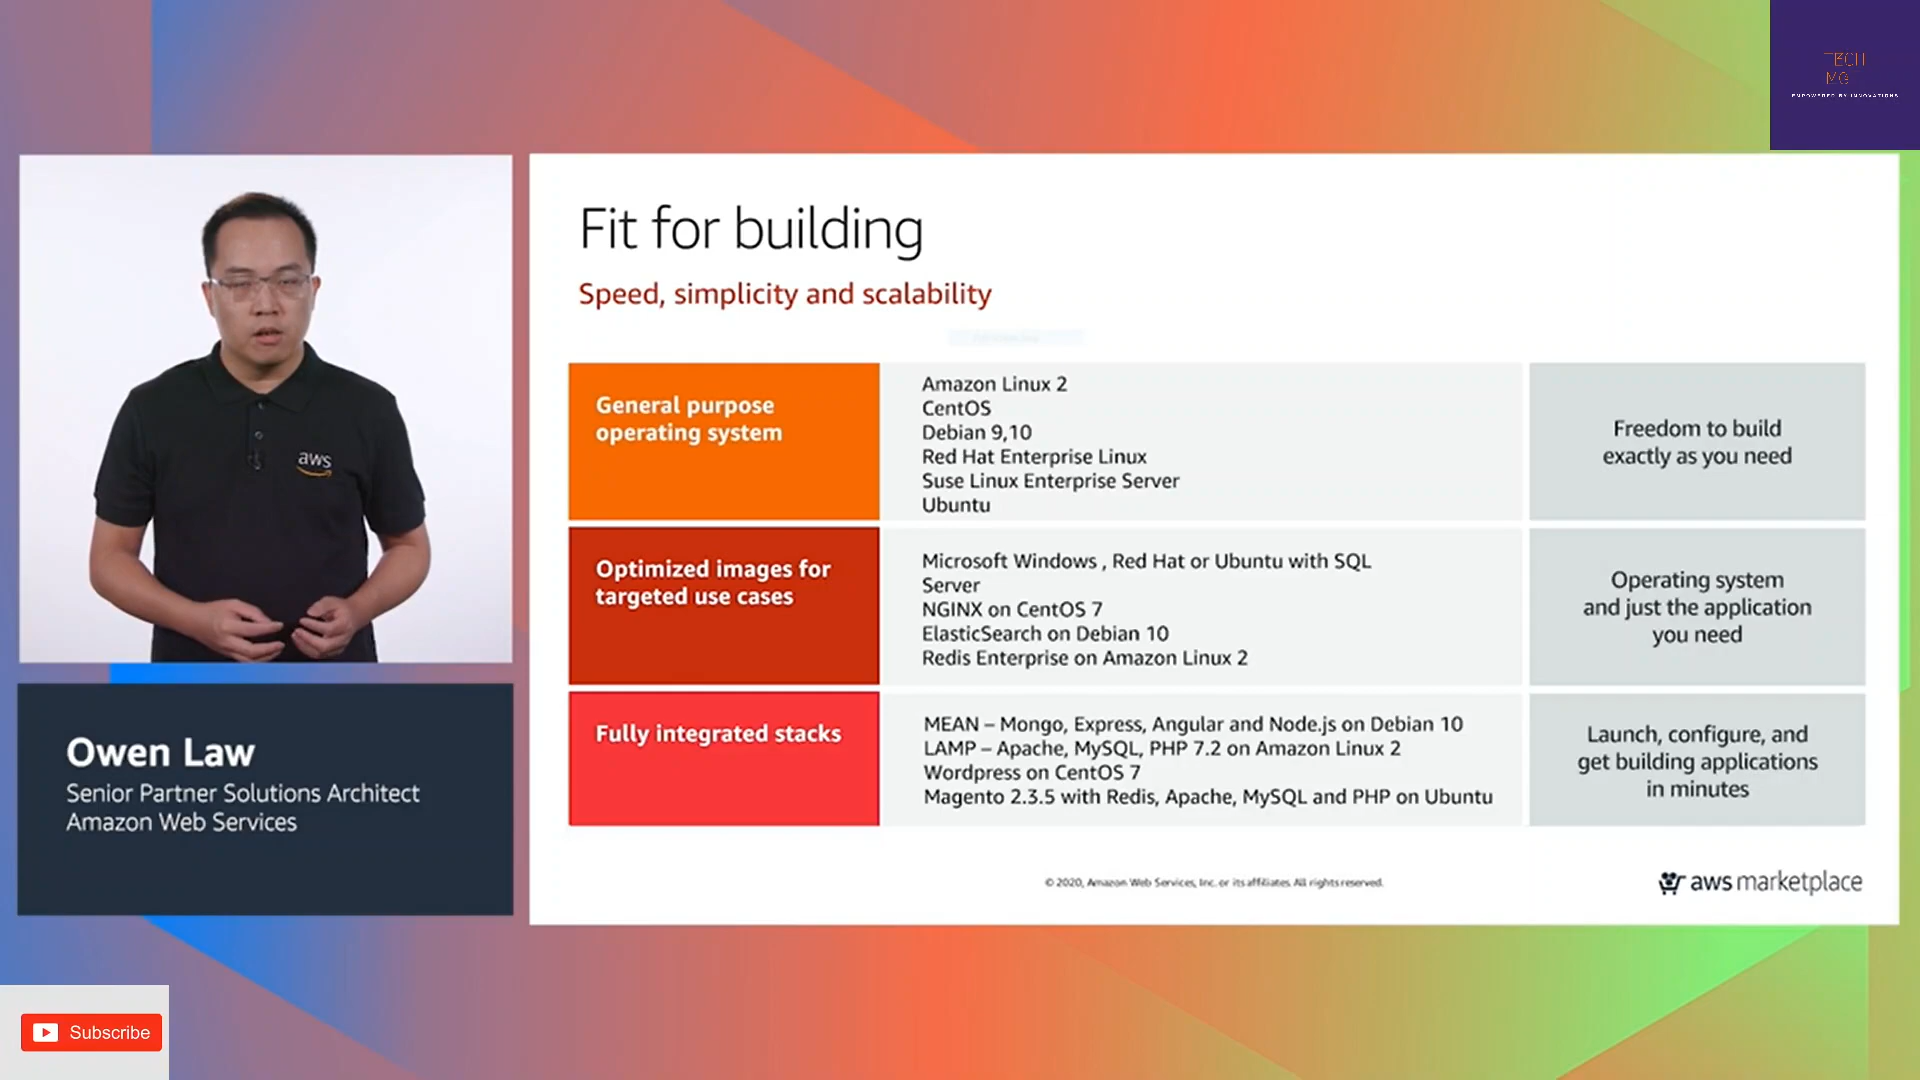 TECH
MG
EMPOWERED BY INNOVATIONS
Fit for building
Speed, simplicity and scalability
General purpose
operating system
Amazon Linux 2
CentOS
Debian 9,10
Red Hat Enterprise Linux
Suse Linux Enterprise Server
Ubuntu
Freedom to build
exactly as you need
Optimized images for
targeted use cases
Microsoft Windows , Red Hat or Ubuntu with SQL
Server
NGINX on CentOS 7
ElasticSearch on Debian 10
Redis Enterprise on Amazon Linux 2
Operating system
and just the application
you need
Fully integrated stacks
MEAN – Mongo, Express, Angular and Node.js on Debian 10
LAMP – Apache, MySQL, PHP 7.2 on Amazon Linux 2
Wordpress on CentOS 7
Magento 2.3.5 with Redis, Apache, MySQL and PHP on Ubuntu
Launch, configure, and
get building applications
in minutes
© 2020, Amazon Web Services, Inc. or its affiliates. All rights reserved.
aws marketplace
aws
Owen Law
Senior Partner Solutions Architect
Amazon Web Services
Subscribe